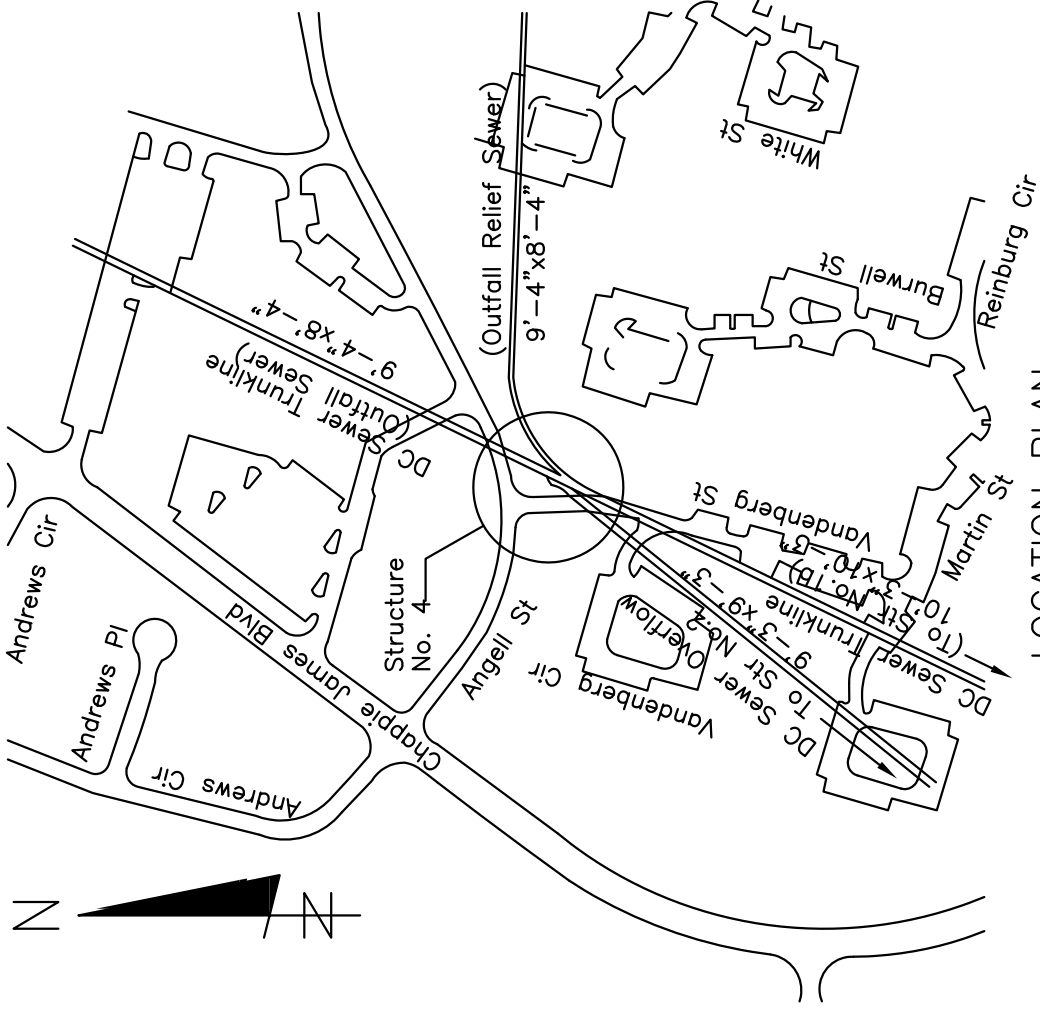 White St
(Outfall Relief Sewer)
9'-4"x8'-4"
Burwell St
Reinburg Cir
9'-4"x8'-4"
DC Sewer Trunkline
(Outfall Sewer)
Vandenberg St
Martin St
Structure
No. 4
Andrews Cir
Andrews Pl
James Blvd
Chappie
Angell St
Vandenberg Cir
Overflow
DC Sewer
To Str No.2
9'-3"x9'-3"
DC Sewer Trunkline
(To Str No.1B)
10'-3"x10'-3"
Andrews Cir
N
N
LOCATION PLAN